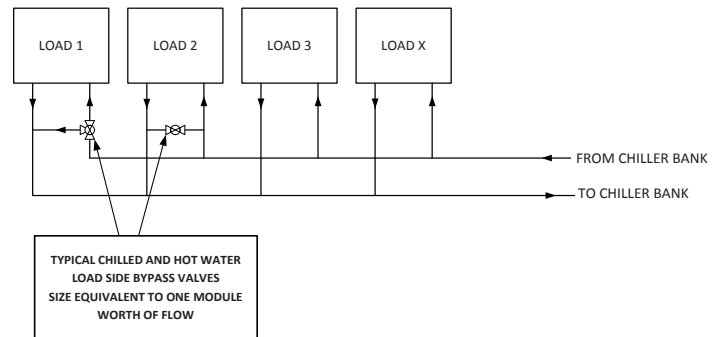 LOAD 1
LOAD 2
LOAD 3
LOAD X
FROM CHILLER BANK
TO CHILLER BANK
TYPICAL CHILLED AND HOT WATER
LOAD SIDE BYPASS VALVES
SIZE EQUIVALENT TO ONE MODULE
WORTH OF FLOW